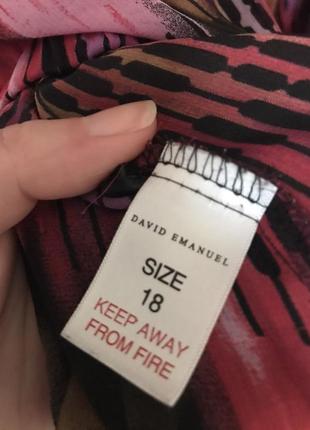 DAVID EMANUEL
SIZE
18
KEEP AWAY
FROM FIRE